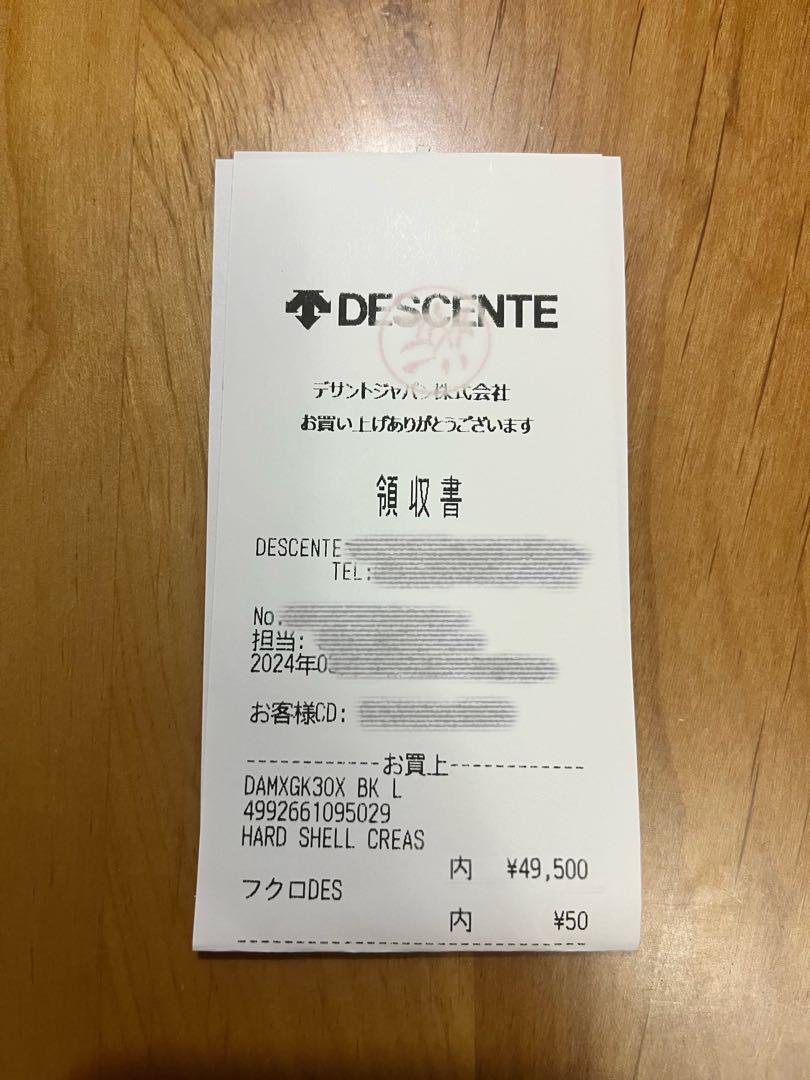 DESCENTE
デサントジャパン株式会社
お買い上げありがとうございます
領収書
DESCENTE
TEL:
No.
担当:
2024年0
お客様CD:
お買上
DAMXGK30X BK L
4992661095029
HARD SHELL CREAS
内 ¥49,500
フクロDES
内 ¥50